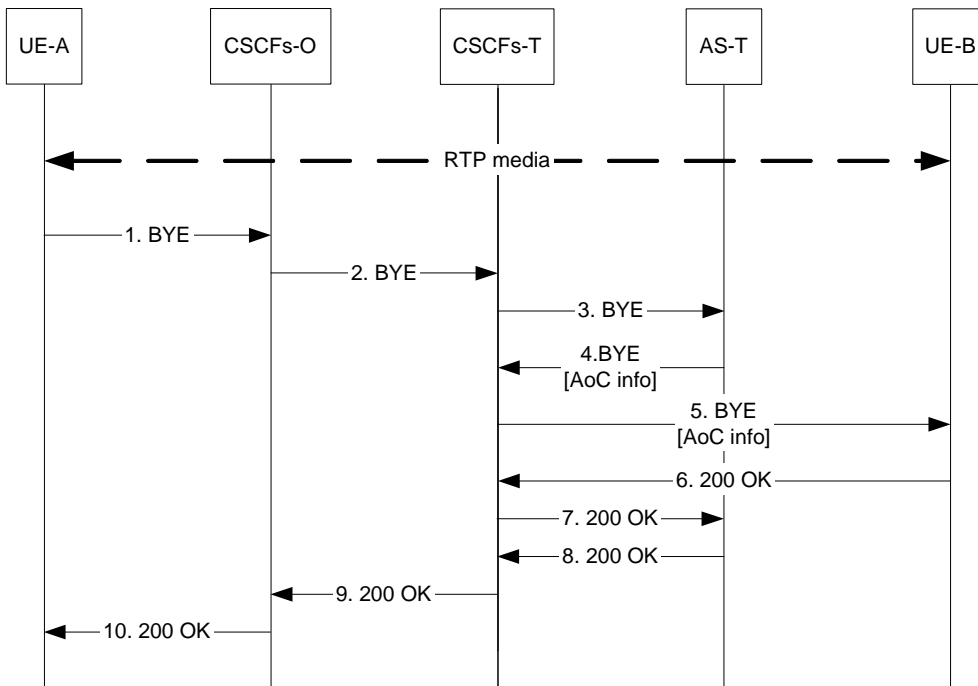 UE-A
CSCFs-O
CSCFs-T
AS-T
UE-B
RTP media
1. BYE
2. BYE
3. BYE
4.BYE
[AoC info]
5. BYE
[AoC info]
6. 200 OK
7. 200 OK
8. 200 OK
9. 200 OK
10. 200 OK